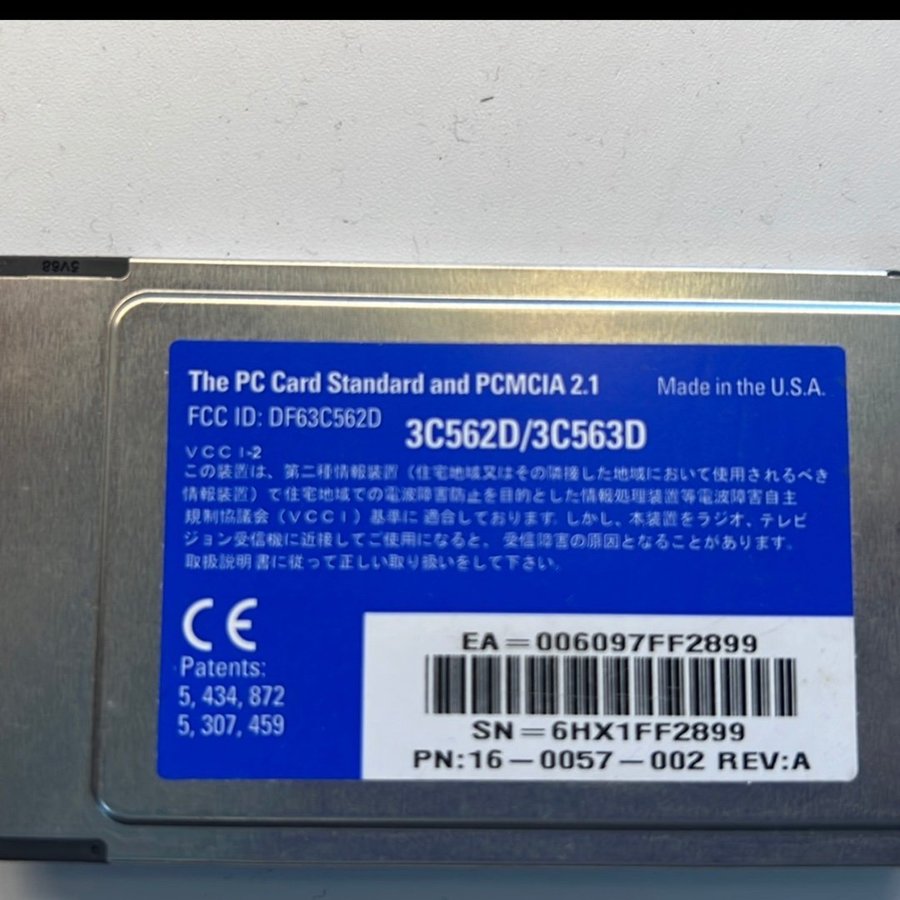 5V88
The PC Card Standard and PCMCIA 2.1 Made in the U.S.A.
FCC ID: DF63C562D
3C562D/3C563D
VCCI-2
この装置は、第二種情報装置(住宅地域又はその隣接した地域において使用されるべき
情報装置)で住宅地域での電波障害防止を目的とした情報処理装置等電波障害自主
規制協議会(VCCI)基準に適合しております。しかし、本装置をラジオ、テレビ
ジョン受信機に近接してご使用になると、受信障害の原因となることがあります。
取扱説明書に従って正しい取り扱いをして下さい。
CE
Patents:
5, 434, 872
5, 307, 459
EA=006097FF2899
SN=6HX1FF2899
PN:16-0057-002 REV:A